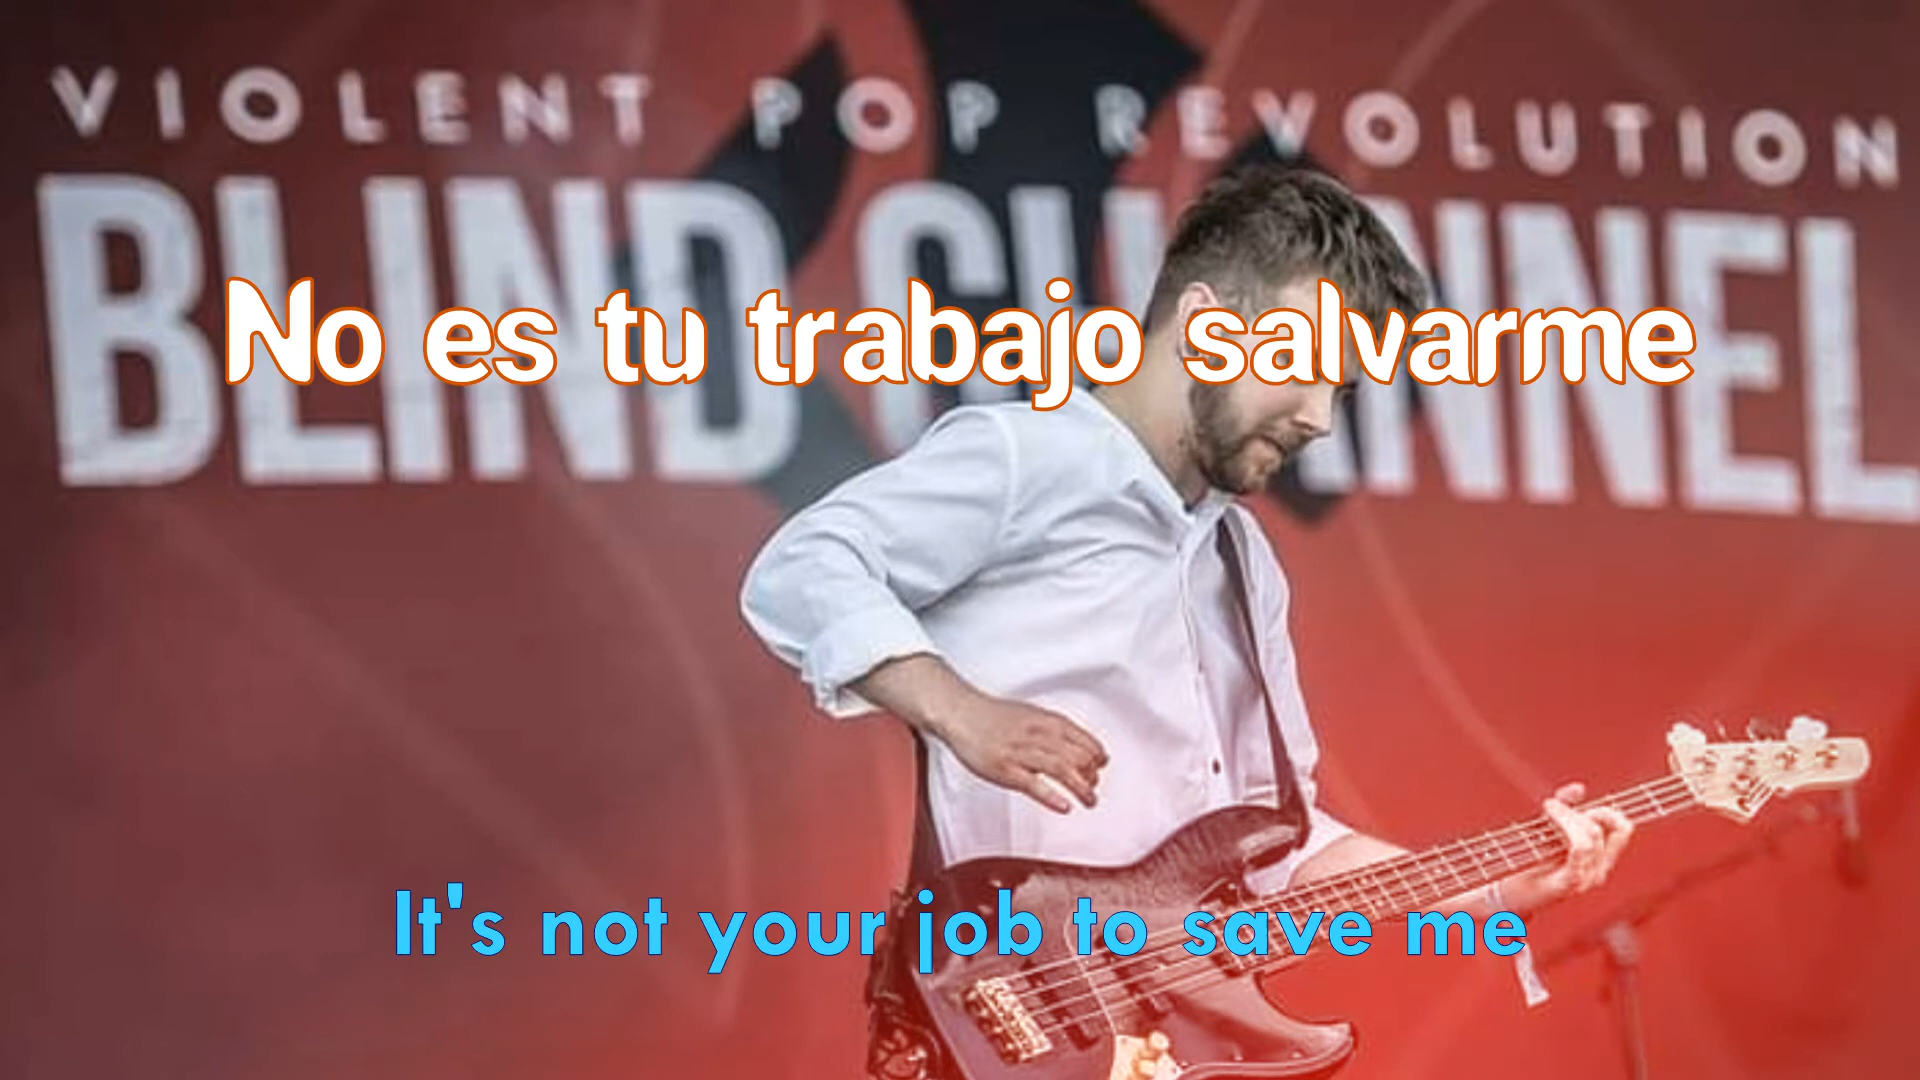 VIOLENT POP REVOLUTION
BLIND CHANNEL
No es tu trabajo salvarme
It's not your job to save me